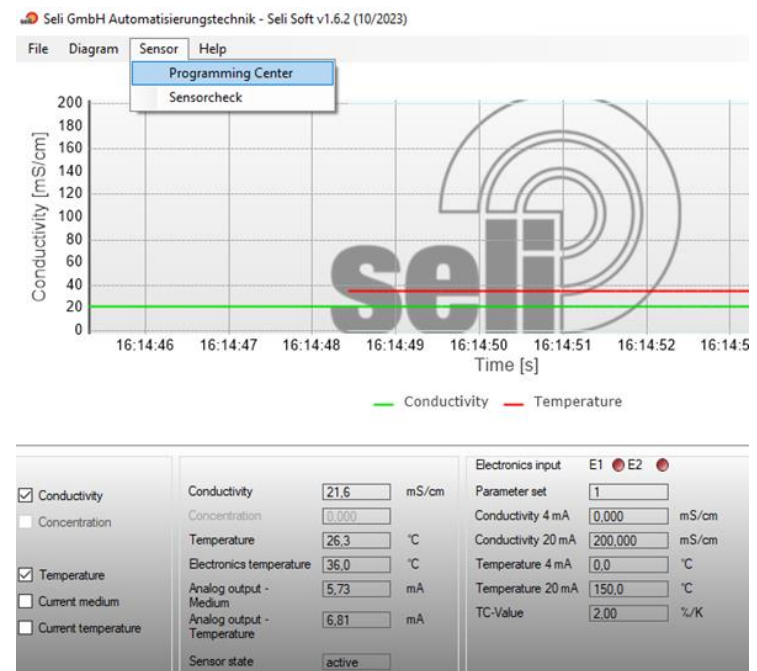 Seli GmbH Automatisierungstechnik - Seli Soft v1.6.2 (10/2023)
File Diagram Sensor Help
Programming Center
Sensorcheck
Conductivity [mS/cm]
200
180
160
140
120
100
80
60
40
20
0
seli
16:14:46 16:14:47 16:14:48 16:14:49 16:14:50 16:14:51 16:14:52 16:14:5
Time [s]
Conductivity Temperature
Conductivity
Concentration
Temperature
Current medium
Current temperature
Conductivity 21,6 mS/cm
Concentration 0,000
Temperature 26,3 °C
Electronics temperature 36,0 °C
Analog output - Medium 5,73 mA
Analog output - Temperature 6,81 mA
Sensor state active
Electronics input E1 E2
Parameter set 1
Conductivity 4 mA 0,000 mS/cm
Conductivity 20 mA 200,000 mS/cm
Temperature 4 mA 0,0 °C
Temperature 20 mA 150,0 °C
TC-Value 2,00 %/K